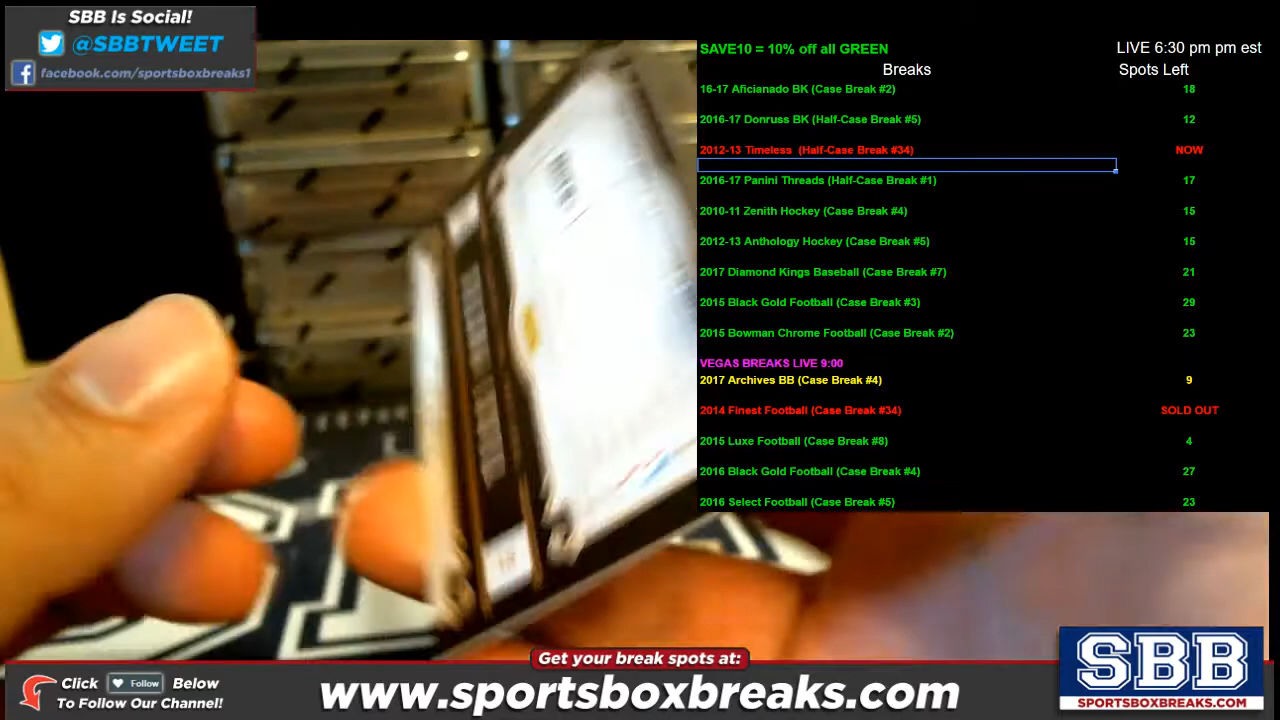 SBB Is Social!
@SBBTWEET
facebook.com/sportsboxbreaks1
SAVE10 = 10% off all GREEN
LIVE 6:30 pm pm est
Breaks Spots Left
16-17 Aficianado BK (Case Break #2) 18
2016-17 Donruss BK (Half-Case Break #5) 12
2012-13 Timeless (Half-Case Break #34) NOW
2016-17 Panini Threads (Half-Case Break #1) 17
2010-11 Zenith Hockey (Case Break #4) 15
2012-13 Anthology Hockey (Case Break #5) 15
2017 Diamond Kings Baseball (Case Break #7) 21
2015 Black Gold Football (Case Break #3) 29
2015 Bowman Chrome Football (Case Break #2) 23
VEGAS BREAKS LIVE 9:00
2017 Archives BB (Case Break #4) 9
2014 Finest Football (Case Break #34) SOLD OUT
2015 Luxe Football (Case Break #8) 4
2016 Black Gold Football (Case Break #4) 27
2016 Select Football (Case Break #5) 23
Get your break spots at:
Click Follow Below
To Follow Our Channel!
www.sportsboxbreaks.com
SBB
SPORTSBOXBREAKS.COM